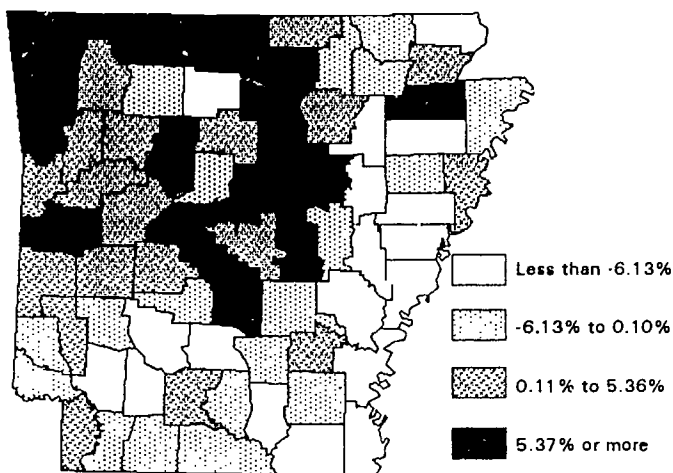 Less than -6.13%
-6.13% to 0.10%
0.11% to 5.36%
5.37% or more